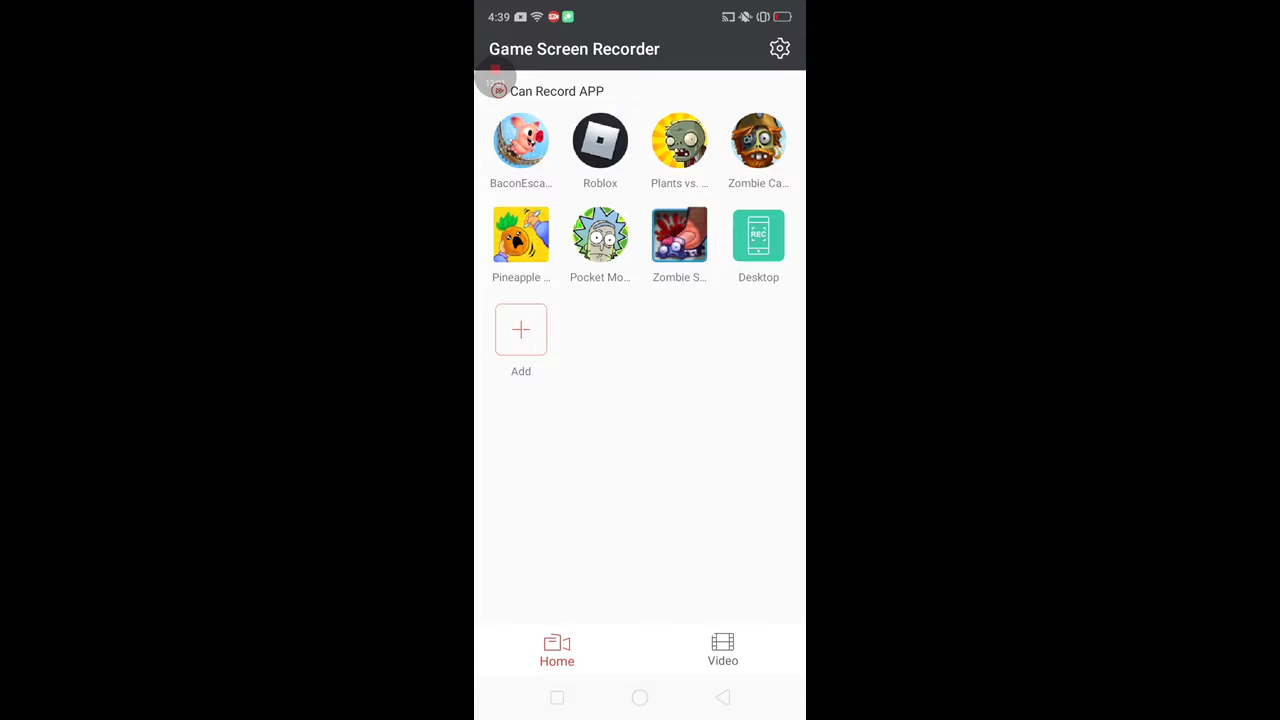 4:39
Game Screen Recorder
Can Record APP
BaconEsca...
Roblox
Plants vs. ...
Zombie Ca...
Pineapple ...
Pocket Mo...
Zombie S...
REC
Desktop
Add
Home
Video